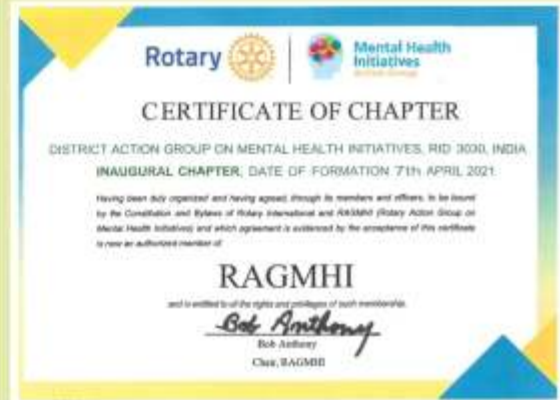 Rotary
Mental Health
Initiatives
CERTIFICATE OF CHAPTER
DISTRICT ACTION GROUP ON MENTAL HEALTH INITIATIVES, RID 3030, INDIA
INAUGURAL CHAPTER, DATE OF FORMATION 7Th APRIL 2021
Having been duly organized and having agreed, through its members and officers, to be bound
by the Constitution and Bylaws of Rotary International and RAGMHI (Rotary Action Group on
Mental Health Initiatives) and which agreement is evidenced by the acceptance of this certificate
is now an authorized member of
RAGMHI
and is entitled to all the rights and privileges of such membership.
Bob Anthony
Bob Anthony
Chair, RAGMHI